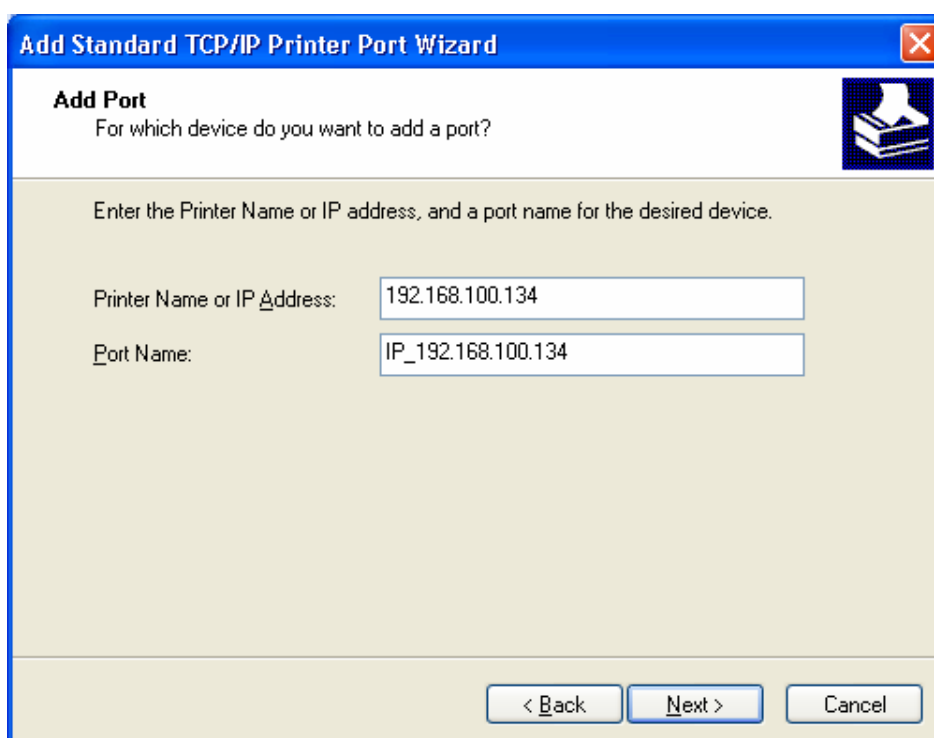 Add Standard TCP/IP Printer Port Wizard
Add Port
For which device do you want to add a port?
Enter the Printer Name or IP address, and a port name for the desired device.
Printer Name or IP Address: 192.168.100.134
Port Name: IP_192.168.100.134
< Back Next > Cancel